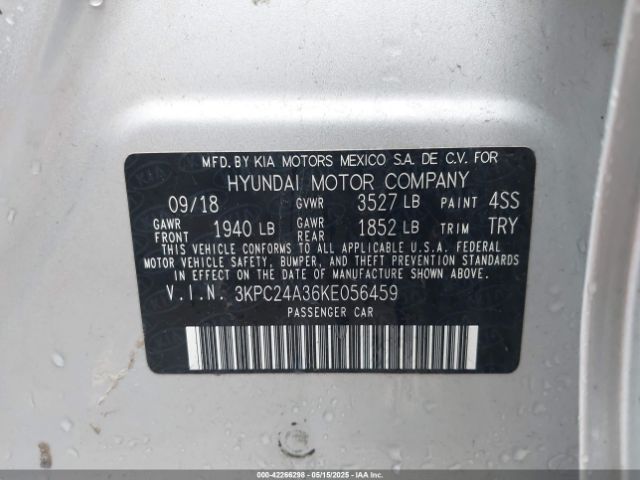 MFD. BY KIA MOTORS MEXICO S.A. DE C.V. FOR
HYUNDAI MOTOR COMPANY
09/18 GVWR 3527 LB PAINT 4SS
GAWR FRONT 1940 LB GAWR REAR 1852 LB TRIM TRY
THIS VEHICLE CONFORMS TO ALL APPLICABLE U.S.A. FEDERAL
MOTOR VEHICLE SAFETY, BUMPER, AND THEFT PREVENTION STANDARDS
IN EFFECT ON THE DATE OF MANUFACTURE SHOWN ABOVE.
V.I.N. 3KPC24A36KE056459
PASSENGER CAR
000-42266298 - 05/15/2025 - IAAI.COM